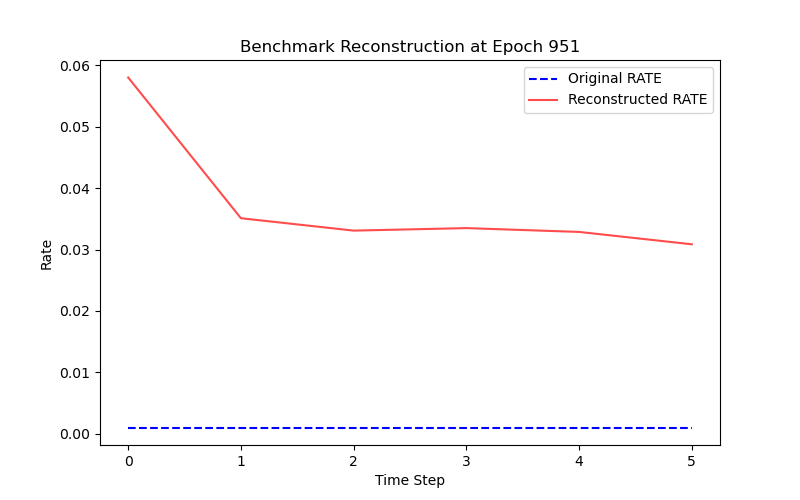 Benchmark Reconstruction at Epoch 951
Original RATE
Reconstructed RATE
Rate
0.06
0.05
0.04
0.03
0.02
0.01
0.00
0 1 2 3 4 5
Time Step